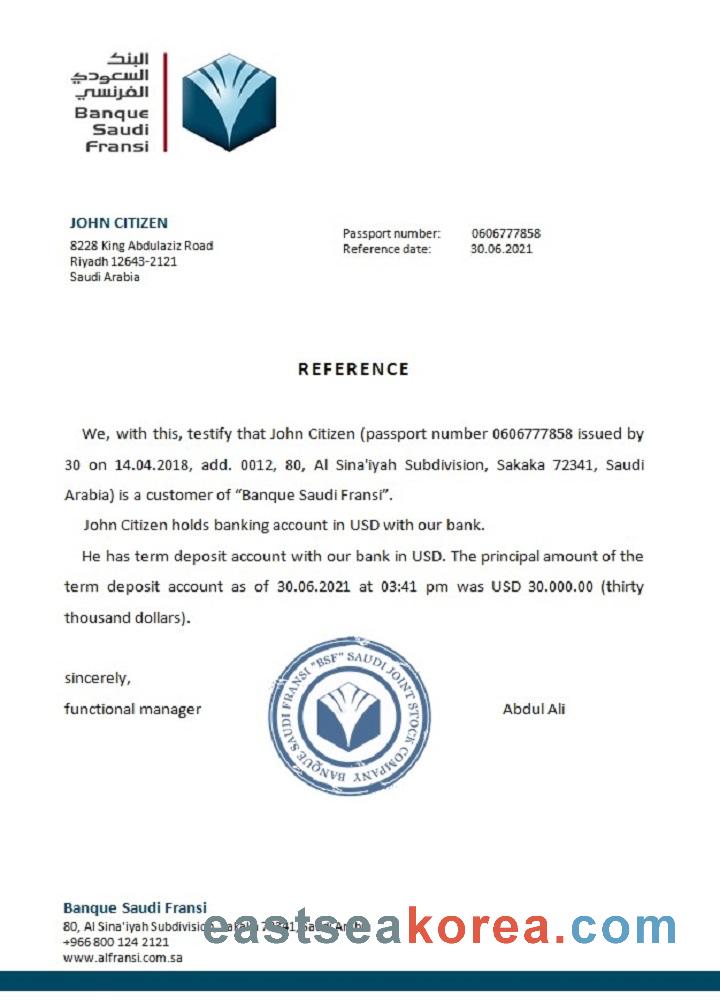 البنك
السعودي
الفرنسي
Banque
Saudi
Fransi
JOHN CITIZEN
8228 King Abdulaziz Road
Riyadh 12643-2121
Saudi Arabia
Passport number: 0606777858
Reference date: 30.06.2021
REFERENCE
We, with this, testify that John Citizen (passport number 0606777858 issued by
30 on 14.04.2018, add. 0012, 80, Al Sina'iyah Subdivision, Sakaka 72341, Saudi
Arabia) is a customer of “Banque Saudi Fransi”.
John Citizen holds banking account in USD with our bank.
He has term deposit account with our bank in USD. The principal amount of the
term deposit account as of 30.06.2021 at 03:41 pm was USD 30.000.00 (thirty
thousand dollars).
sincerely,
functional manager
BANQUE SAUDI FRANSI "BSF" SAUDI JOINT STOCK COMPANY
Abdul Ali
Banque Saudi Fransi
80, Al Sina'iyah Subdivision, Sakaka 72341, Saudi Arabia
eastseakorea.com
+966 800 124 2121
www.alfransi.com.sa